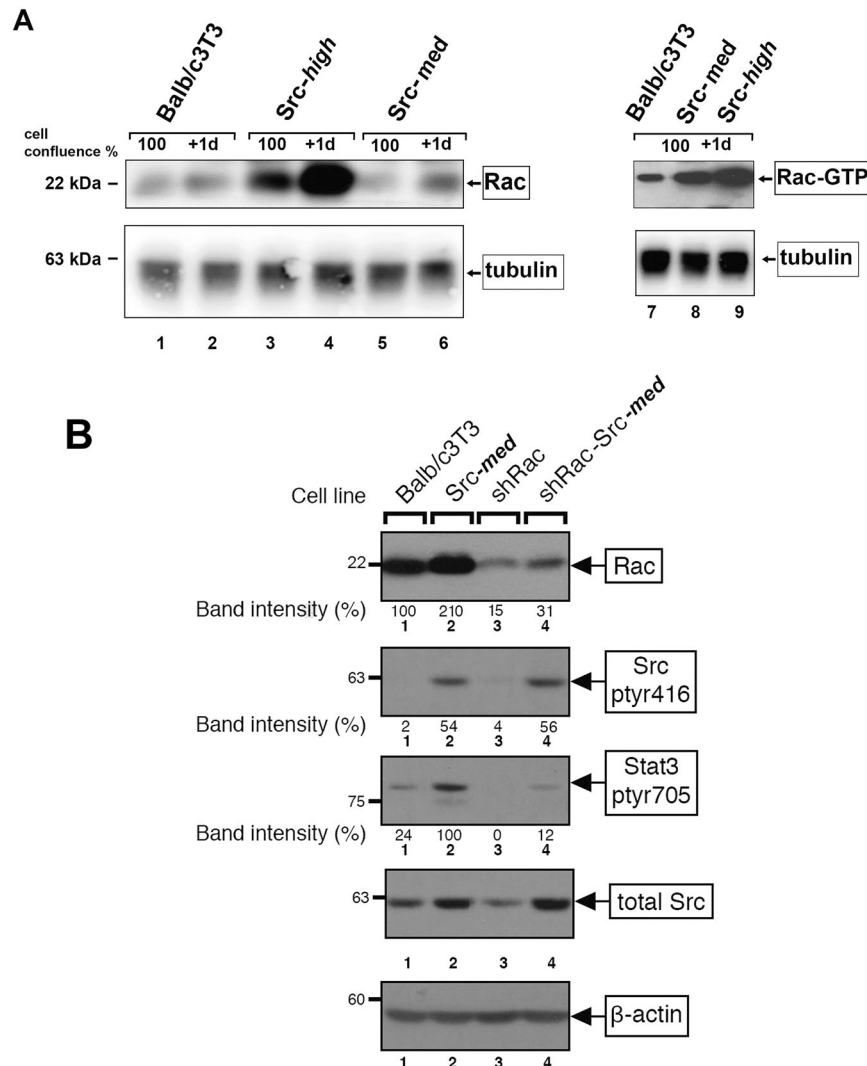 A
Balb/c3T3 Src-high Src-med
Balb/c3T3 Src-med Src-high
cell
confluence %
100 +1d 100 +1d 100 +1d
100 +1d
22 kDa Rac
Rac-GTP
63 kDa
tubulin
tubulin
1 2 3 4 5 6
7 8 9
B
Cell line Balb/c3T3 Src-med shRac shRac-Src-med
22 Rac
Band intensity (%) 100 210 15 31
1 2 3 4
63 Src
ptyr416
Band intensity (%) 2 54 4 56
1 2 3 4
Stat3
ptyr705
75
Band intensity (%) 24 100 0 12
1 2 3 4
63 total Src
1 2 3 4
60
β-actin
1 2 3 4